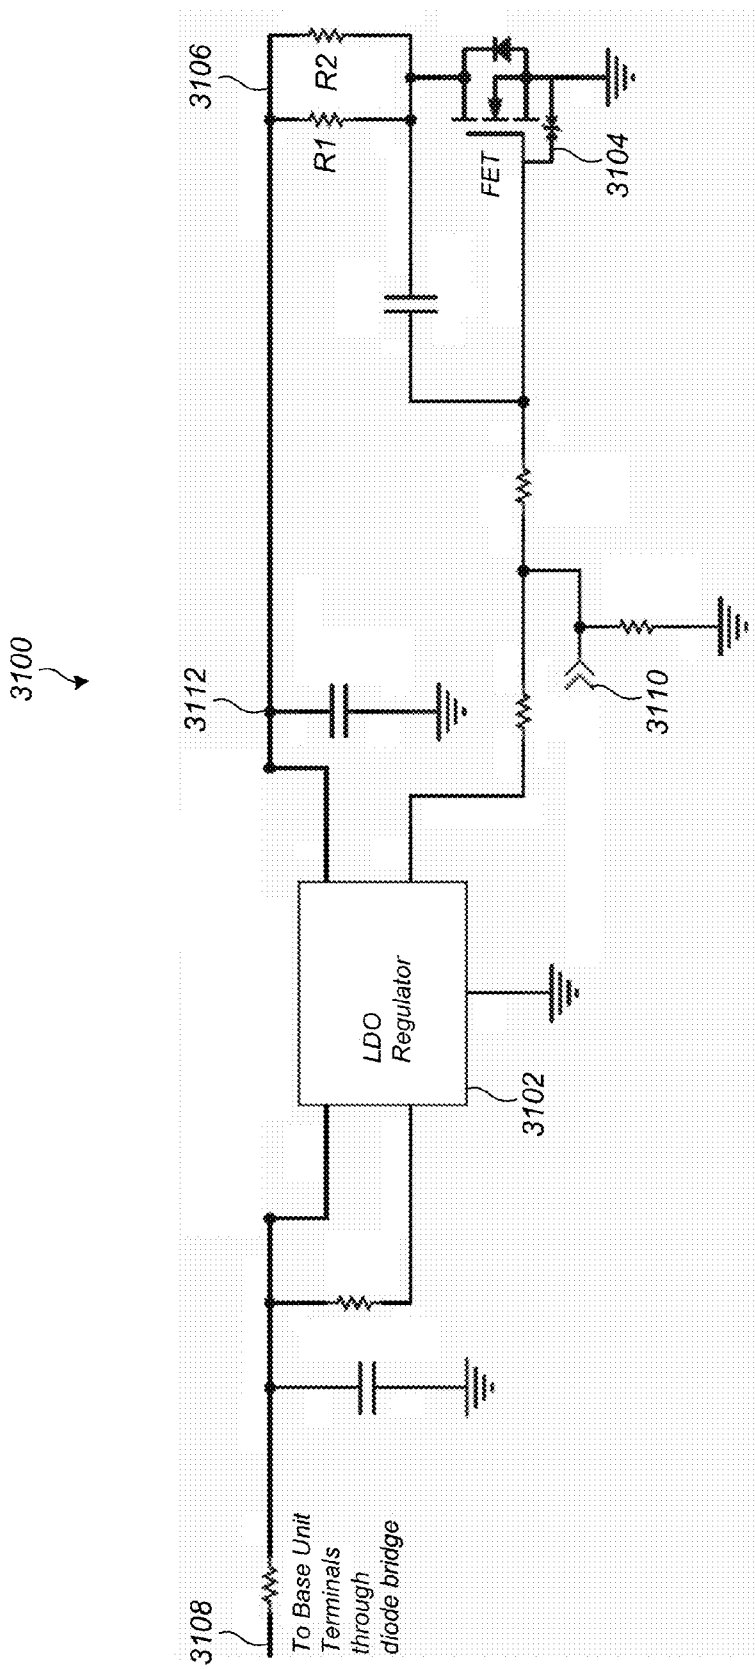 3100
3108
To Base Unit
Terminals
through
diode bridge
LDO
Regulator
3102
3112
3110
3106
R1
R2
FET
3104